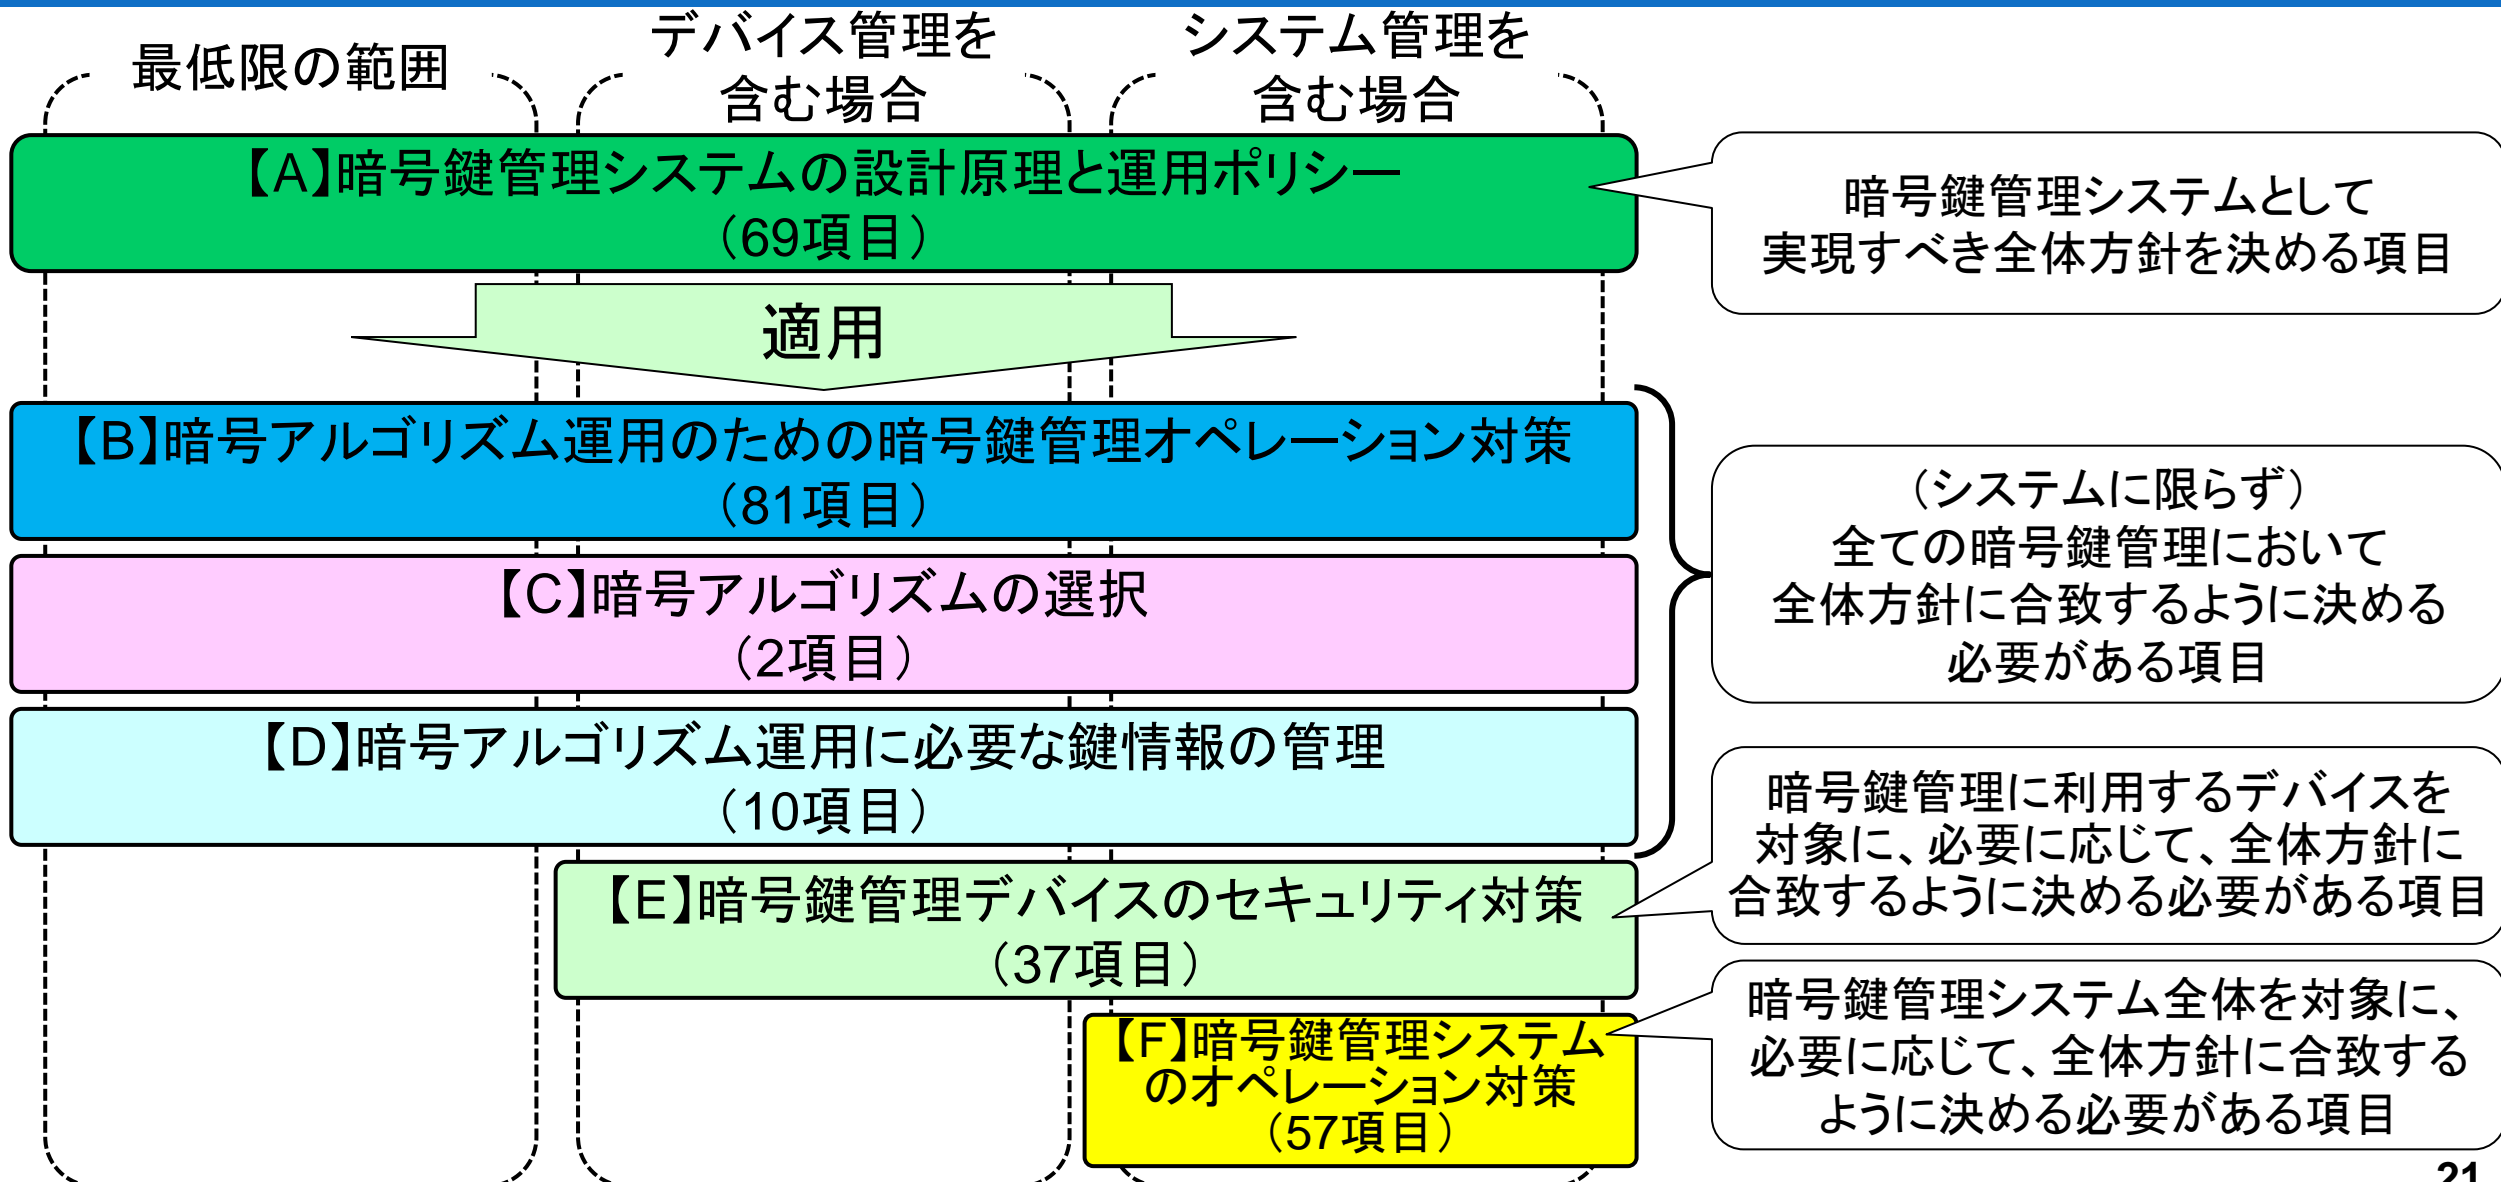 最低限の範囲
デバイス管理を
含む場合
システム管理を
含む場合
【A】暗号鍵管理システムの設計原理と運用ポリシー
（69項目）
暗号鍵管理システムとして
実現すべき全体方針を決める項目
適用
【B】暗号アルゴリズム運用のための暗号鍵管理オペレーション対策
（81項目）
【C】暗号アルゴリズムの選択
（2項目）
【D】暗号アルゴリズム運用に必要な鍵情報の管理
（10項目）
（システムに限らず）
全ての暗号鍵管理において
全体方針に合致するように決める
必要がある項目
【E】暗号鍵管理デバイスのセキュリティ対策
（37項目）
暗号鍵管理に利用するデバイスを
対象に、必要に応じて、全体方針に
合致するように決める必要がある項目
【F】暗号鍵管理システム
のオペレーション対策
（57項目）
暗号鍵管理システム全体を対象に、
必要に応じて、全体方針に合致する
ように決める必要がある項目
21